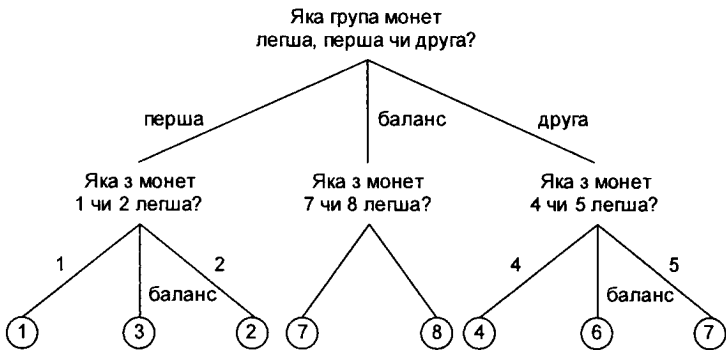 Яка група монет
легша, перша чи друга?
перша
баланс
друга
Яка з монет
1 чи 2 легша?
Яка з монет
7 чи 8 легша?
Яка з монет
4 чи 5 легша?
1
2
4
5
баланс
баланс
1
3
2
7
8
4
6
7